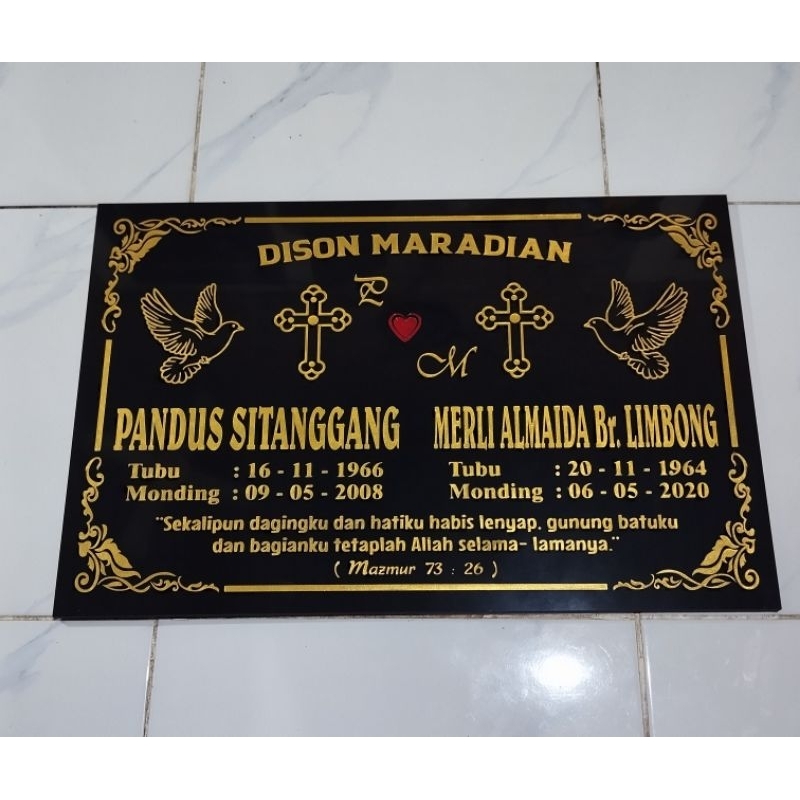 DISON MARADIAN
P
M
PANDUS SITANGGANG
Tubu : 16 - 11 - 1966
Monding : 09 - 05 - 2008
MERLI ALMAIDA Br. LIMBONG
Tubu : 20 - 11 - 1964
Monding : 06 - 05 - 2020
"Sekalipun dagingku dan hatiku habis lenyap, gunung batuku
dan bagianku tetaplah Allah selama- lamanya."
( Mazmur 73 : 26 )